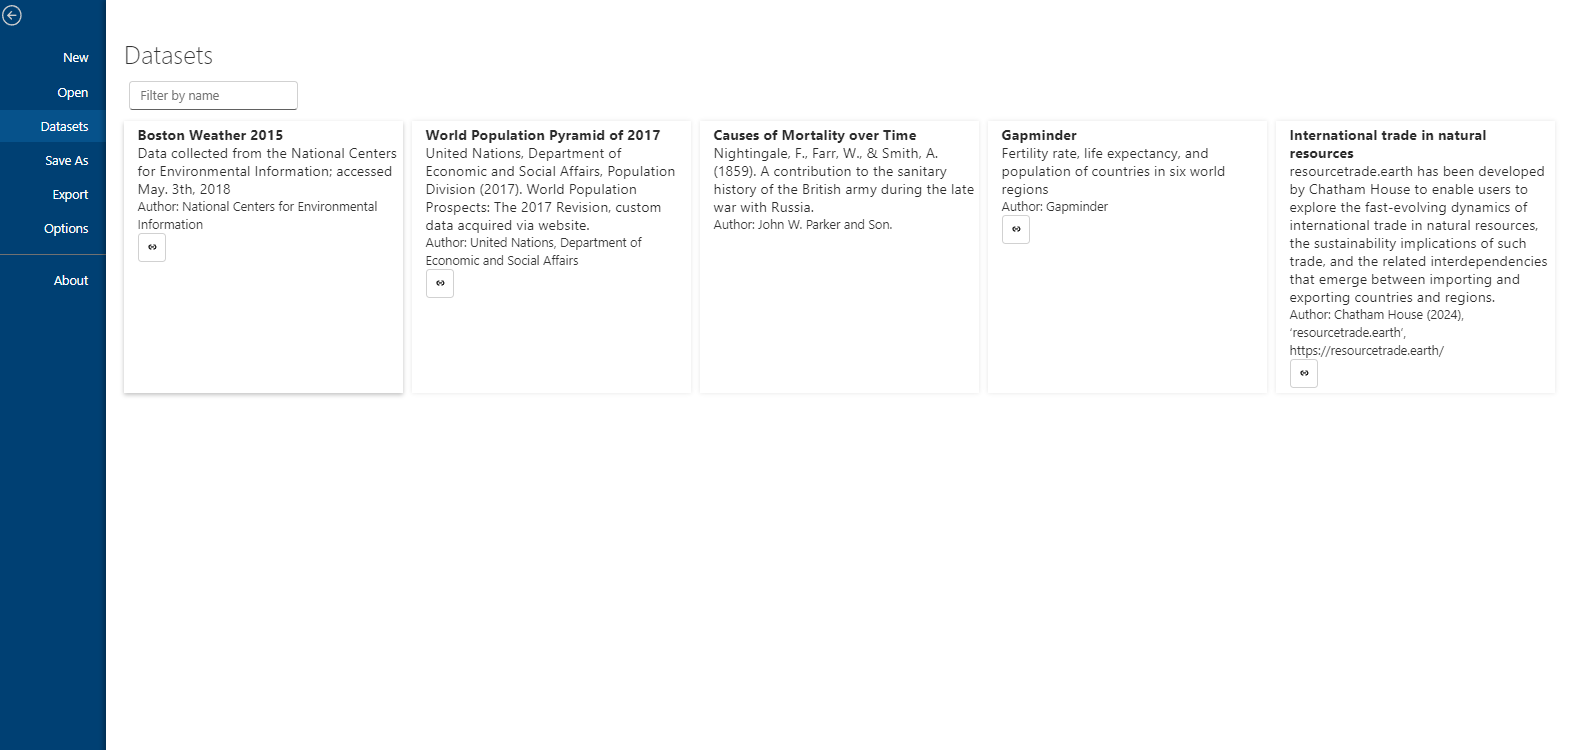 New
Open
Datasets
Save As
Export
Options
About
Datasets
Filter by name
Boston Weather 2015
Data collected from the National Centers
for Environmental Information; accessed
May. 3th, 2018
Author: National Centers for Environmental
Information
World Population Pyramid of 2017
United Nations, Department of
Economic and Social Affairs, Population
Division (2017). World Population
Prospects: The 2017 Revision, custom
data acquired via website.
Author: United Nations, Department of
Economic and Social Affairs
Causes of Mortality over Time
Nightingale, F., Farr, W., & Smith, A.
(1859). A contribution to the sanitary
history of the British army during the late
war with Russia.
Author: John W. Parker and Son.
Gapminder
Fertility rate, life expectancy, and
population of countries in six world
regions
Author: Gapminder
International trade in natural
resources
resourcetrade.earth has been developed
by Chatham House to enable users to
explore the fast-evolving dynamics of
international trade in natural resources,
the sustainability implications of such
trade, and the related interdependencies
that emerge between importing and
exporting countries and regions.
Author: Chatham House (2024),
‘resourcetrade.earth’,
https://resourcetrade.earth/